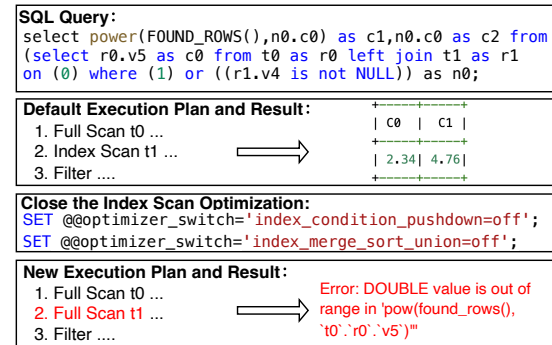 SQL Query:
select power(FOUND_ROWS(),n0.c0) as c1,n0.c0 as c2 from
(select r0.v5 as c0 from t0 as r0 left join t1 as r1
on (0) where (1) or ((r1.v4 is not NULL)) as n0;
Default Execution Plan and Result:
1. Full Scan t0 ...
2. Index Scan t1 ...
3. Filter ....
+-----+-----+
| C0 | C1 |
+-----+-----+
| 2.34| 4.76|
+-----+-----+
Close the Index Scan Optimization:
SET @@optimizer_switch='index_condition_pushdown=off';
SET @@optimizer_switch='index_merge_sort_union=off';
New Execution Plan and Result:
1. Full Scan t0 ...
2. Full Scan t1 ...
3. Filter ....
Error: DOUBLE value is out of
range in 'pow(found_rows(),
`t0`.`r0`.`v5`)'"